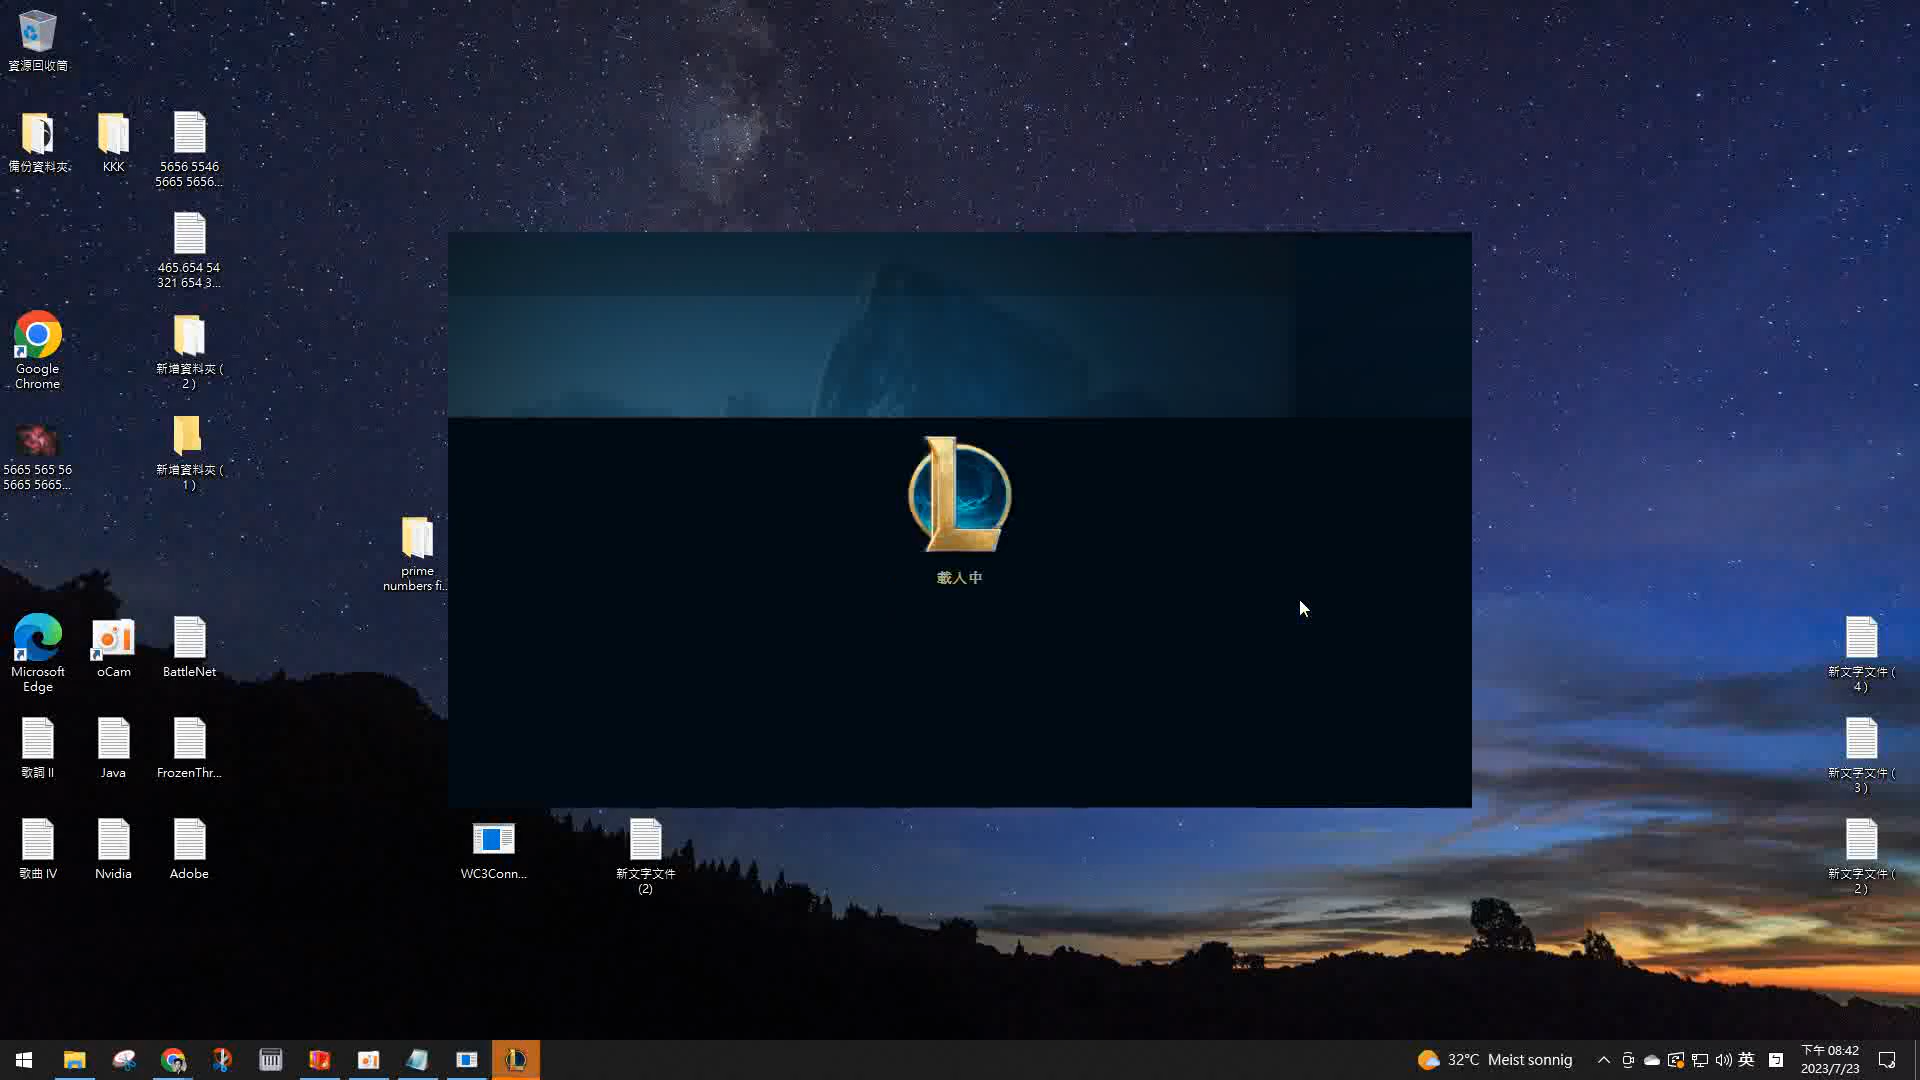 資源回收筒
備份資料夾
KKK
5656 5546
5665 5656...
465.654 54
321 654 3...
Google
Chrome
新增資料夾 (
2 )
5665 565 56
5665 5665...
新增資料夾 (
1 )
prime
numbers fi...
載入中
Microsoft
Edge
oCam
BattleNet
新文字文件 (
4 )
歌詞 II
Java
FrozenThr...
新文字文件 (
3 )
歌曲 IV
Nvidia
Adobe
WC3Conn...
新文字文件
(2)
新文字文件 (
2 )
32°C Meist sonnig
英
下午 08:42
2023/7/23